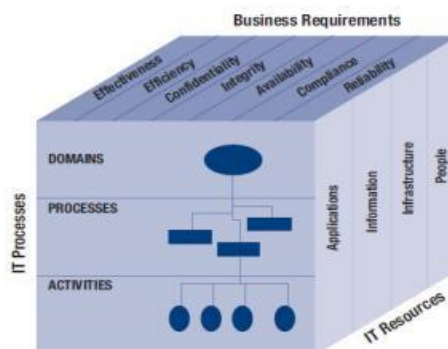 Business Requirements
Effectiveness
Efficiency
Confidentiality
Integrity
Availability
Compliance
Reliability
IT Processes
DOMAINS
PROCESSES
ACTIVITIES
Applications
Information
Infrastructure
People
IT Resources